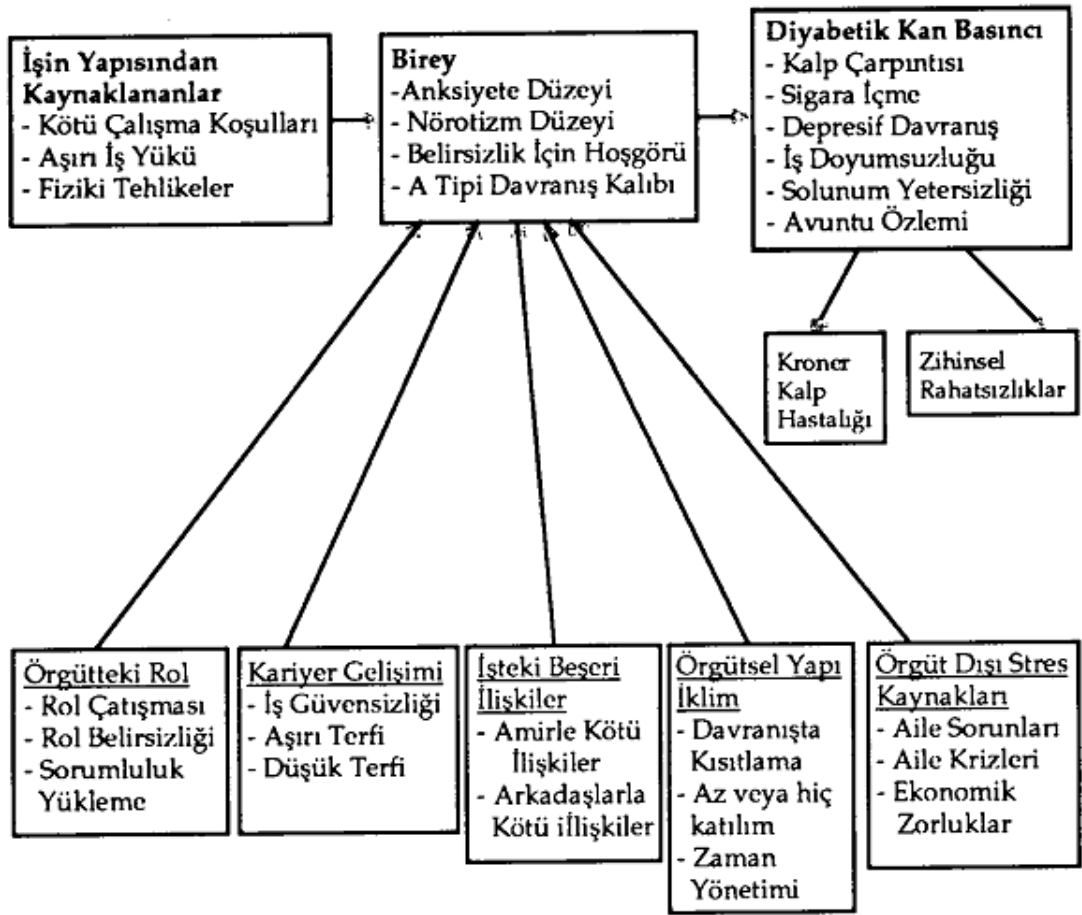 İşin Yapısından
Kaynaklananlar
- Kötü Çalışma Koşulları
- Aşırı İş Yükü
- Fiziki Tehlikeler
Birey
-Anksiyete Düzeyi
- Nörotizm Düzeyi
- Belirsizlik İçin Hoşgörü
- A Tipi Davranış Kalıbı
Diyabetik Kan Basıncı
- Kalp Çarpıntısı
- Sigara İçme
- Depresif Davranış
- İş Doyumsuzluğu
- Solunum Yetersizliği
- Avuntu Özlemi
Kroner
Kalp
Hastalığı
Zihinsel
Rahatsızlıklar
Örgütteki Rol
- Rol Çatışması
- Rol Belirsizliği
- Sorumluluk
Yükleme
Kariyer Gelişimi
- İş Güvensizliği
- Aşırı Terfi
- Düşük Terfi
İşteki Beşeri
İlişkiler
- Amirle Kötü
İlişkiler
- Arkadaşlarla
Kötü iflişkiler
Örgütsel Yapı
İklim
- Davranışta
Kısıtlama
- Az veya hiç
katılım
- Zaman
Yönetimi
Örgüt Dışı Stres
Kaynakları
- Aile Sorunları
- Aile Krizleri
- Ekonomik
Zorluklar